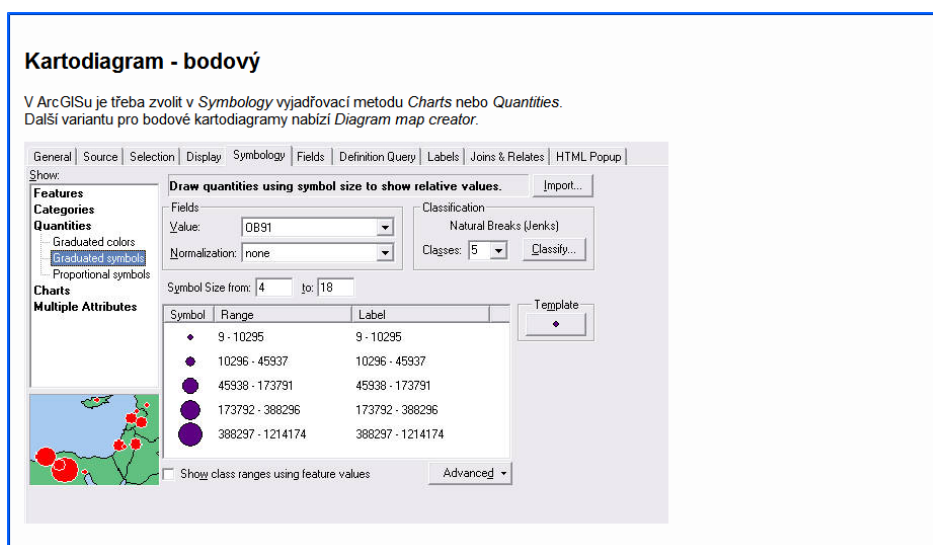 Kartodiagram - bodový
V ArcGISu je třeba zvolit v Symbology vyjadřovací metodu Charts nebo Quantities.
Další variantu pro bodové kartodiagramy nabízí Diagram map creator.
General Source Selection Display Symbology Fields Definition Query Labels Joins & Relates HTML Popup
Show:
Features
Categories
Quantities
Graduated colors
Graduated symbols
Proportional symbols
Charts
Multiple Attributes
Draw quantities using symbol size to show relative values.
Import...
Fields
Value: OB91
Normalization: none
Classification
Natural Breaks (Jenks)
Classes: 5 Classify...
Symbol Size from: 4 to: 18
Symbol Range Label
9 - 10295 9 - 10295
10296 - 45937 10296 - 45937
45938 - 173791 45938 - 173791
173792 - 388296 173792 - 388296
388297 - 1214174 388297 - 1214174
Template
Show class ranges using feature values
Advanced